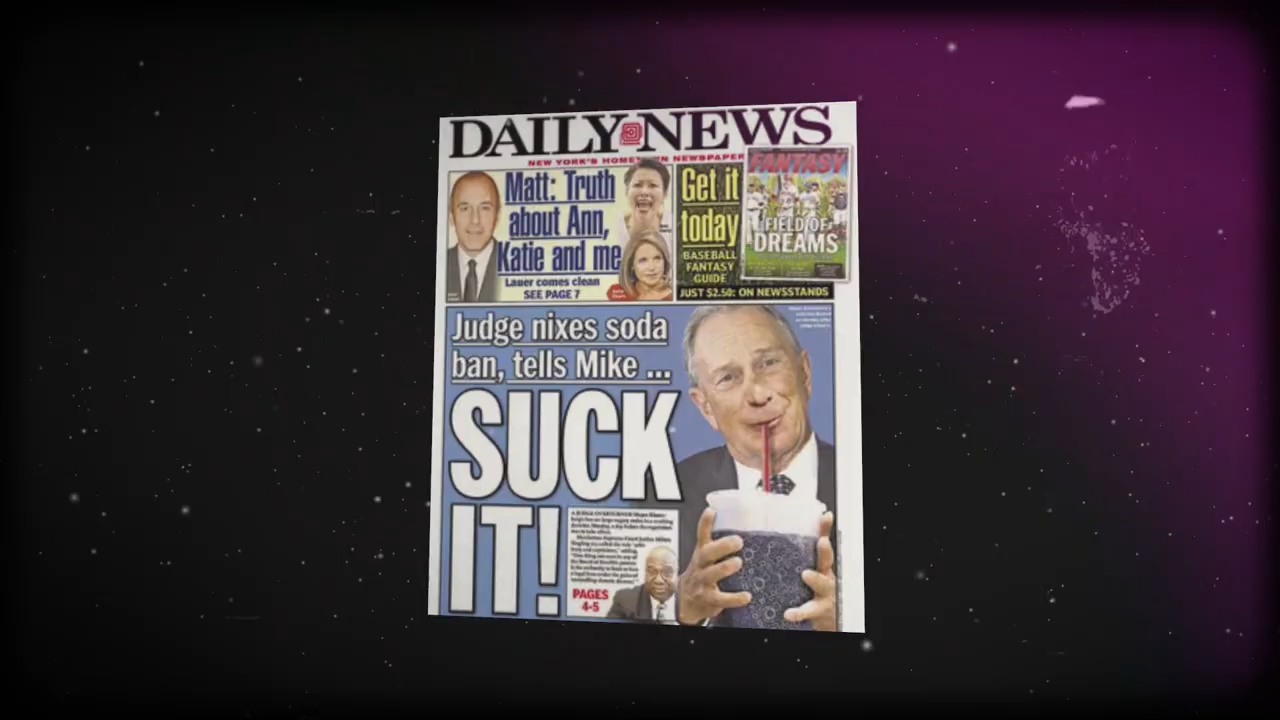 DAILY NEWS
NEW YORK'S HOMETOWN NEWSPAPER
Matt: Truth
about Ann,
Katie and me
Lauer comes clean
SEE PAGE 7
Get it
today
BASEBALL
FANTASY
GUIDE
JUST $2.50: ON NEWSSTANDS
FANTASY
FIELD OF
DREAMS
Judge nixes soda
ban, tells Mike ...
SUCK
IT!
PAGES
4-5